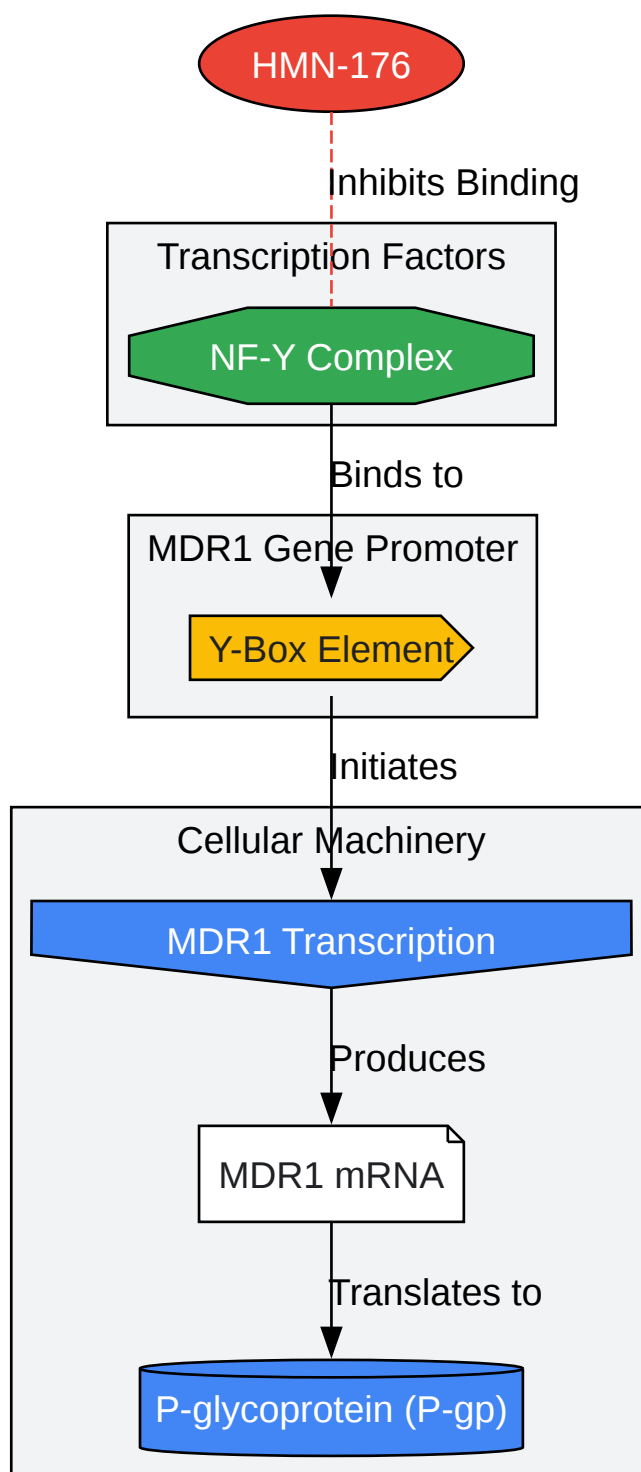 HMN-176
Inhibits Binding
Transcription Factors
NF-Y Complex
Binds to
MDR1 Gene Promoter
Y-Box Element
Initiates
Cellular Machinery
MDR1 Transcription
Produces
MDR1 mRNA
Translates to
P-glycoprotein (P-gp)